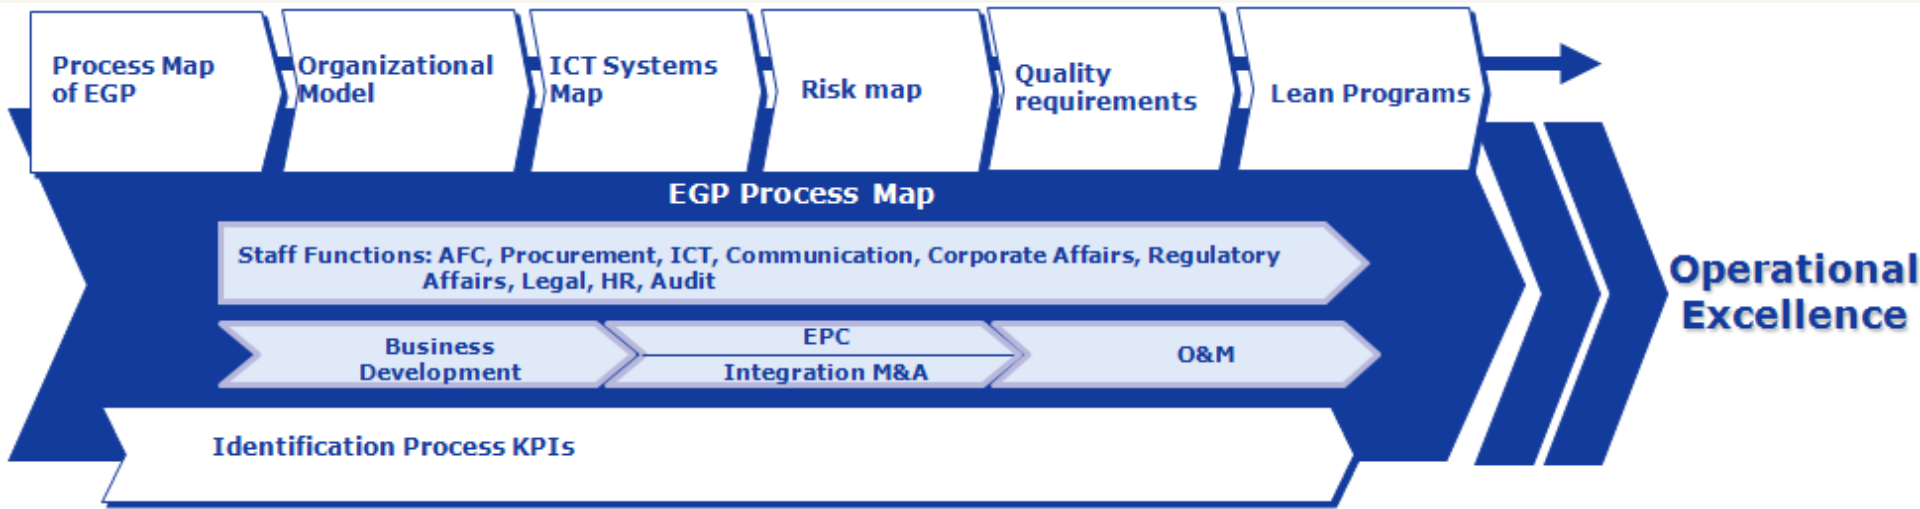 Process Map
of EGP
Organizational
Model
ICT Systems
Map
Risk map
Quality
requirements
Lean Programs
EGP Process Map
Staff Functions: AFC, Procurement, ICT, Communication, Corporate Affairs, Regulatory
Affairs, Legal, HR, Audit
Business
Development
EPC
Integration M&A
O&M
Identification Process KPIs
Operational
Excellence